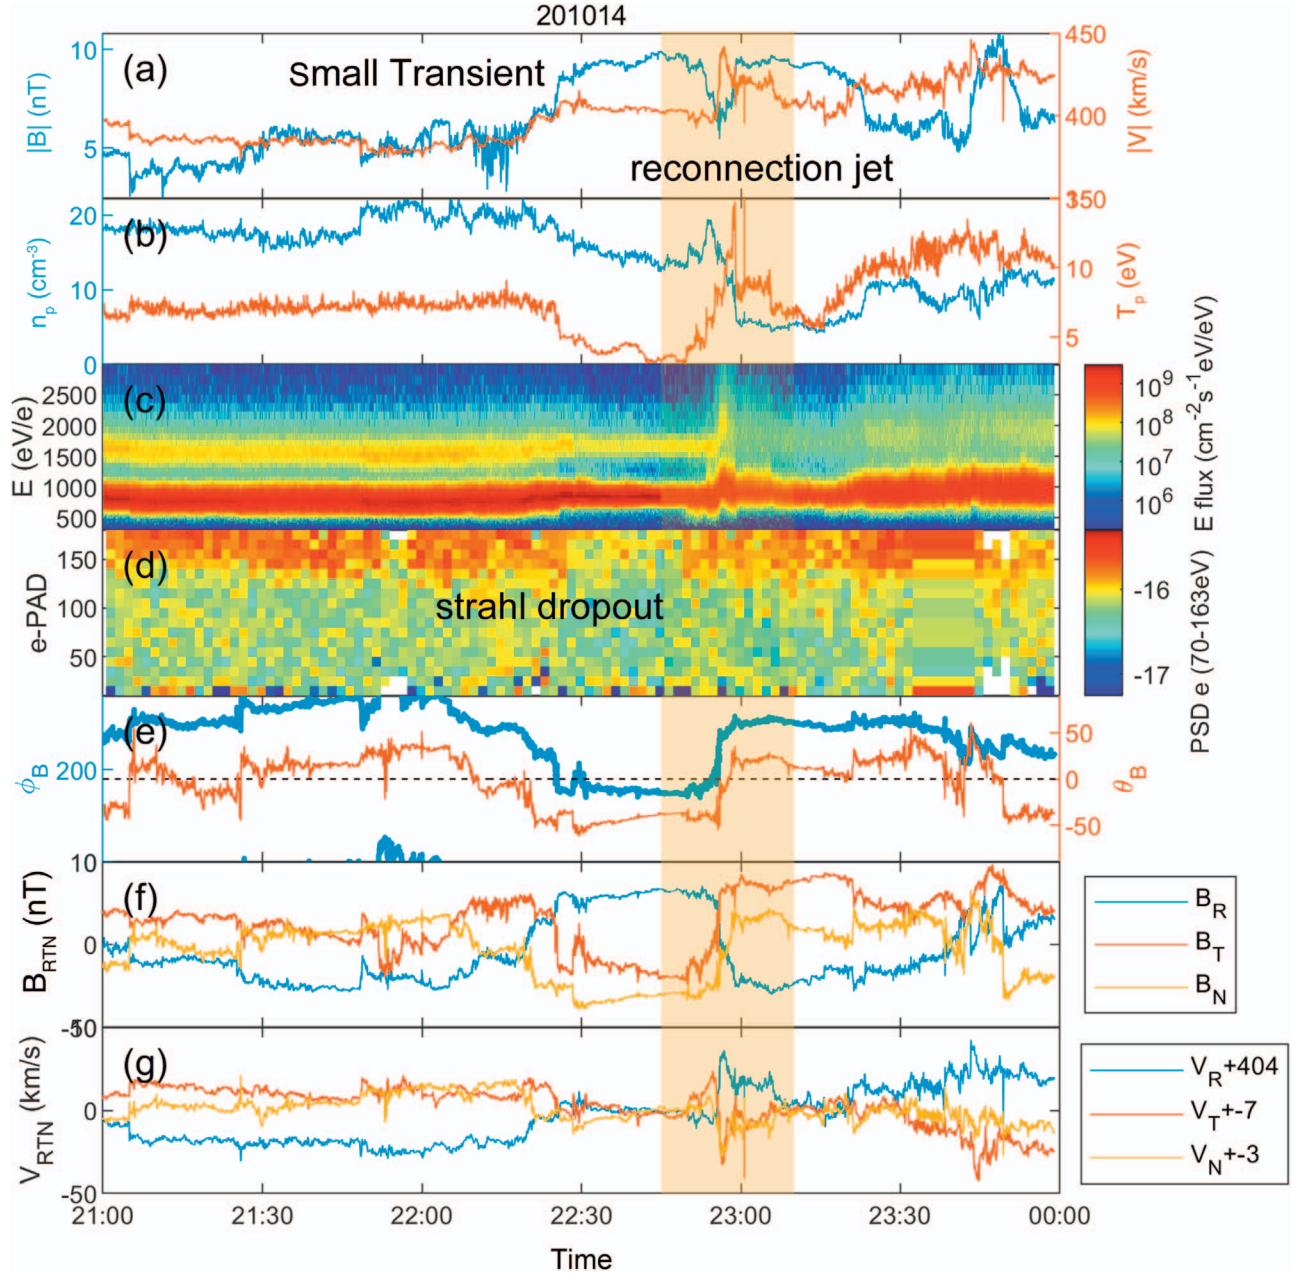 201014
(a)
Small Transient
reconnection jet
|B| (nT)
10
5
450
400
350
|V| (km/s)
(b)
n_p (cm^-3)
20
10
0
10
5
T_p (eV)
(c)
E (eV/e)
2500
2000
1500
1000
500
10^9
10^8
10^7
10^6
E flux (cm^-2s^-1eV/eV)
(d)
strahl dropout
e-PAD
150
100
50
-16
-17
PSD e (70-163eV)
(e)
ϕ_B
200
50
0
-50
θ_B
(f)
B_RTN (nT)
10
0
B_R
B_T
B_N
(g)
V_RTN (km/s)
0
-50
V_R+404
V_T+-7
V_N+-3
21:00
21:30
22:00
22:30
23:00
23:30
00:00
Time